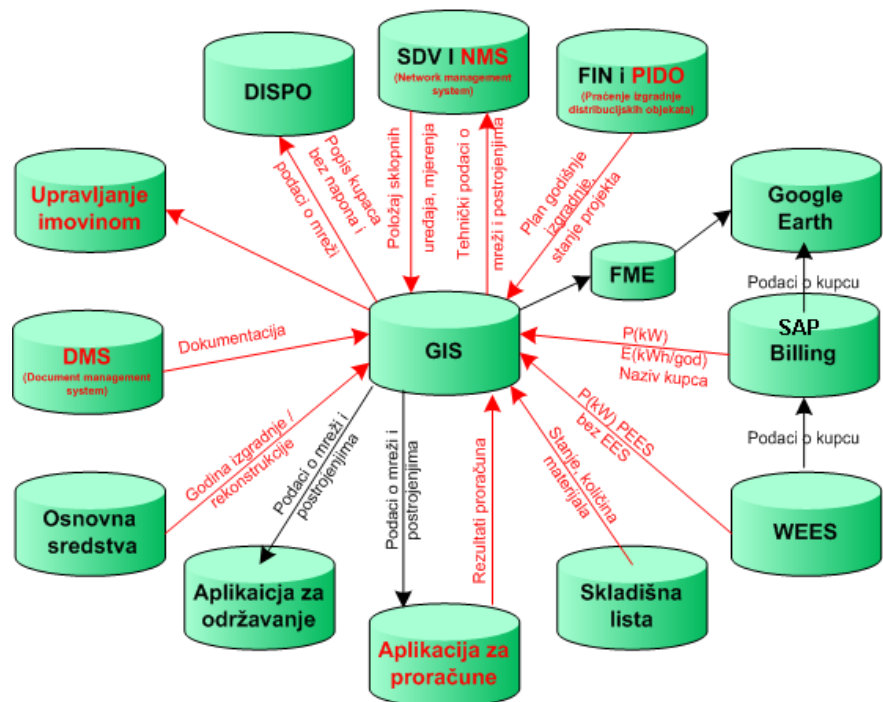 SDV I NMS
(Network management
system)
FIN i PIDO
(Praćenje izgradnje
distribucijskih objekata)
DISPO
Upravljanje
imovinom
Popis kupaca
bez napona i
podaci o mreži
Položaj sklopnih
uređaja, mjerenja
Tehnički podaci o
mreži i postrojenjima
Plan godišnje
izgradnje,
stanje projekta
Google
Earth
FME
Podaci o kupcu
DMS
(Document management
system)
Dokumentacija
GIS
P(kW)
E(kWh/god)
Naziv kupca
SAP
Billing
Godina izgradnje /
rekonstrukcije
Podaci o mreži i
postrojenjima
Podaci o mreži i
postrojenjima
Rezultati proračuna
Stanje, količina
materijala
P(kW) PEES
bez EES
Podaci o kupcu
Osnovna
sredstva
Aplikaicja za
održavanje
Aplikacija za
proračune
Skladišna
lista
WEES